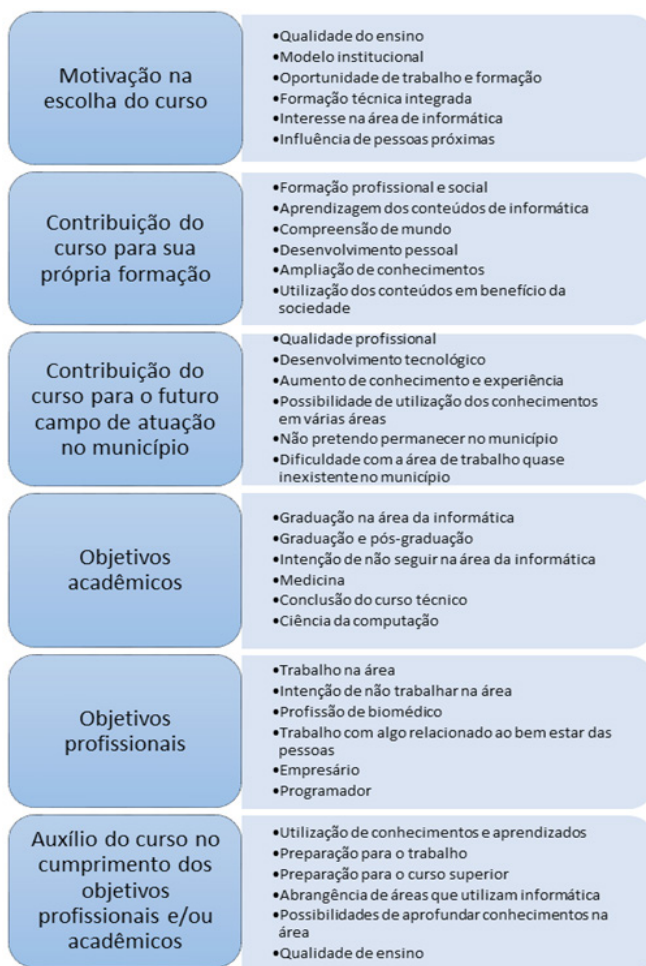 Motivação na
escolha do curso
•Qualidade do ensino
•Modelo institucional
•Oportunidade de trabalho e formação
•Formação técnica integrada
•Interesse na área de informática
•Influência de pessoas próximas
Contribuição do
curso para sua
própria formação
•Formação profissional e social
•Aprendizagem dos conteúdos de informática
•Compreensão de mundo
•Desenvolvimento pessoal
•Ampliação de conhecimentos
•Utilização dos conteúdos em benefício da
sociedade
Contribuição do
curso para o futuro
campo de atuação
no município
•Qualidade profissional
•Desenvolvimento tecnológico
•Aumento de conhecimento e experiência
•Possibilidade de utilização dos conhecimentos
em várias áreas
•Não pretendo permanecer no município
•Dificuldade com a área de trabalho quase
inexistente no município
Objetivos
acadêmicos
•Graduação na área da informática
•Graduação e pós-graduação
•Intenção de não seguir na área da informática
•Medicina
•Conclusão do curso técnico
•Ciência da computação
Objetivos
profissionais
•Trabalho na área
•Intenção de não trabalhar na área
•Profissão de biomédico
•Trabalho com algo relacionado ao bem estar das
pessoas
•Empresário
•Programador
Auxílio do curso no
cumprimento dos
objetivos
profissionais e/ou
acadêmicos
•Utilização de conhecimentos e aprendizados
•Preparação para o trabalho
•Preparação para o curso superior
•Abrangência de áreas que utilizam informática
•Possibilidades de aprofundar conhecimentos na
área
•Qualidade de ensino